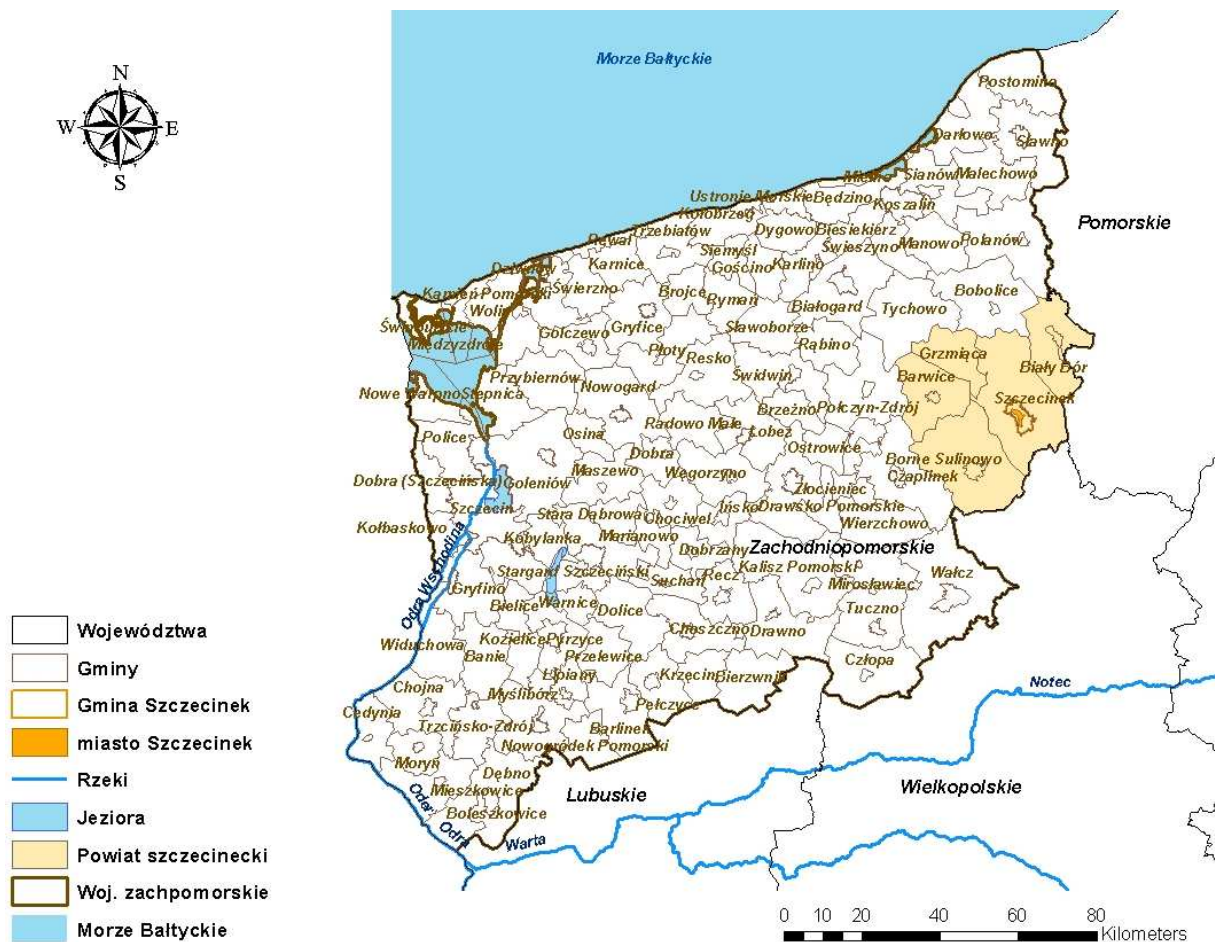 Morze Bałtyckie
N
W
E
S
Postomino
Darłowo
Sławno
Sianów
Malechowo
Ustronie Morskie
Będzino
Koszalin
Kołobrzeg
Trzebiatów
Dygowo
Biesiekierz
Pomorskie
Rewal
Siemyśl
Świeszyno
Manowo
Polanów
Karnice
Gościno
Karlino
Świerzno
Brojce
Rymań
Bobolice
Kamień Pomorski
Białogard
Tychowo
Wolin
Gołczewo
Gryfice
Sławoborze
Międzyzdroje
Rąbino
Grzmiąca
Płoty
Resko
Biały Bór
Przybiernów
Świdwin
Barwice
Nowe Warpno
Stepnica
Nowogard
Szczecinek
Brzeżno
Połczyn-Zdrój
Radowo Małe
Łobez
Police
Osina
Ostrowice
Dobra
Borne Sulinowo
Maszewo
Węgorzyno
Czaplinek
Dobra (Szczecińska)
Goleniów
Złocieniec
Szczecin
Stara Dąbrowa
Chociwel
Ińsko
Drawsko Pomorskie
Kołbaskowo
Wierzchowo
Kobylanka
Marianowo
Dobrzany
Zachodniopomorskie
Odra Wschodina
Stargard Szczeciński
Suchań
Recz
Kalisz Pomorski
Mirosławiec
Wałcz
Gryfino
Bielice
Warnice
Dolice
Tuczno
Województwa
Widuchowa
Kozielice
Pyrzyce
Choszczno
Drawno
Banie
Przelewice
Człopa
Gminy
Lipiany
Krzęcin
Bierzwnik
Chojna
Myślibórz
Notec
Gmina Szczecinek
Cedynia
Pełczyce
Trzcińsko-Zdrój
Barlinek
miasto Szczecinek
Nowogródek Pomorski
Moryń
Dębno
Rzeki
Mieszkowice
Lubuskie
Wielkopolskie
Oder
Boleszkowice
Jeziora
Odra
Warta
Powiat szczecinecki
Woj. zachpomorskie
0 10 20 40 60 80
Morze Bałtyckie
Kilometers